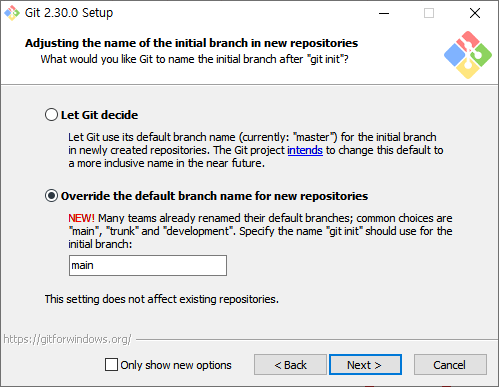 Git 2.30.0 Setup
Adjusting the name of the initial branch in new repositories
What would you like Git to name the initial branch after "git init"?
Let Git decide
Let Git use its default branch name (currently: "master") for the initial branch
in newly created repositories. The Git project intends to change this default to
a more inclusive name in the near future.
Override the default branch name for new repositories
NEW! Many teams already renamed their default branches; common choices are
"main", "trunk" and "development". Specify the name "git init" should use for the
initial branch:
main
This setting does not affect existing repositories.
https://gitforwindows.org/
Only show new options
< Back
Next >
Cancel